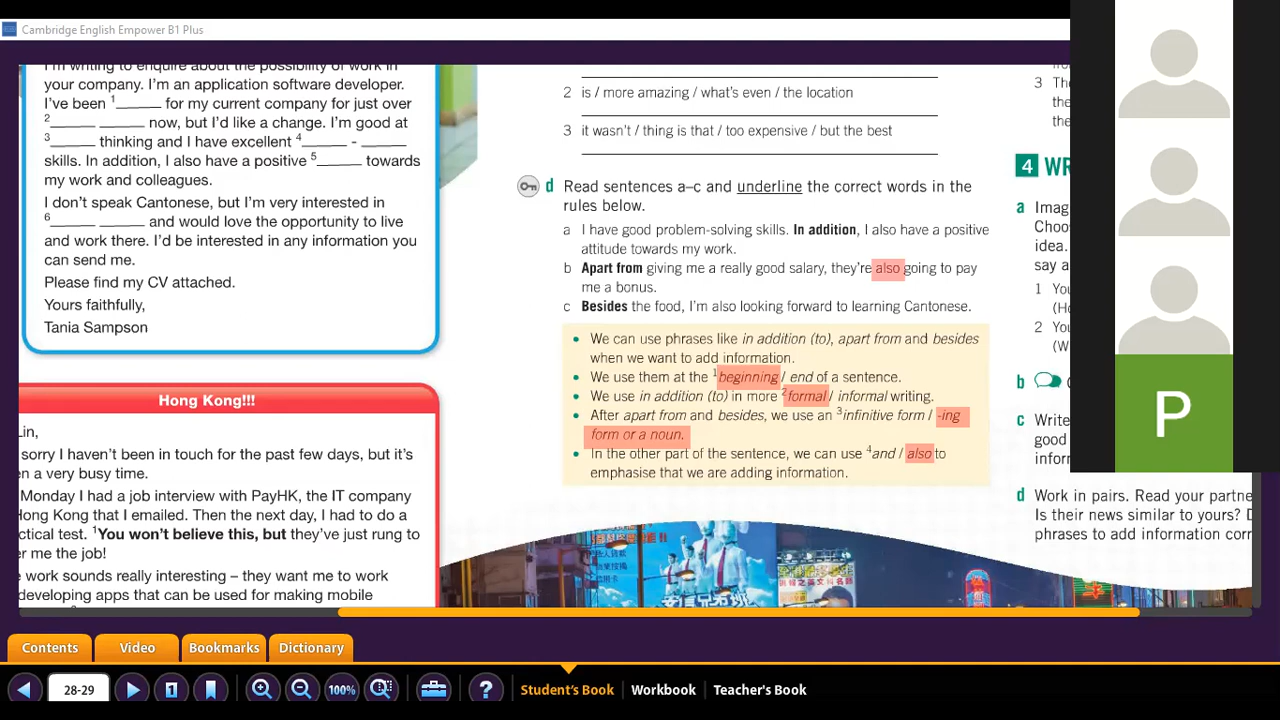 Cambridge English Empower B1 Plus
I'm writing to enquire about the possibility of work in
your company. I'm an application software developer.
I've been 1______ for my current company for just over
2______ ______ now, but I'd like a change. I'm good at
3______ thinking and I have excellent 4______ - ______
skills. In addition, I also have a positive 5______ towards
my work and colleagues.
I don't speak Cantonese, but I'm very interested in
6______ ______ and would love the opportunity to live
and work there. I'd be interested in any information you
can send me.
Please find my CV attached.
Yours faithfully,
Tania Sampson
Hong Kong!!!
Lin,
sorry I haven't been in touch for the past few days, but it's
n a very busy time.
Monday I had a job interview with PayHK, the IT company
Hong Kong that I emailed. Then the next day, I had to do a
ctical test. 1You won't believe this, but they've just rung to
er me the job!
work sounds really interesting – they want me to work
developing apps that can be used for making mobile
2 is / more amazing / what's even / the location
3 it wasn't / thing is that / too expensive / but the best
d Read sentences a–c and underline the correct words in the
rules below.
a I have good problem-solving skills. In addition, I also have a positive
attitude towards my work.
b Apart from giving me a really good salary, they're also going to pay
me a bonus.
c Besides the food, I'm also looking forward to learning Cantonese.
• We can use phrases like in addition (to), apart from and besides
when we want to add information.
• We use them at the 1beginning / end of a sentence.
• We use in addition (to) in more 2formal / informal writing.
• After apart from and besides, we use an 3infinitive form / -ing
form or a noun.
• In the other part of the sentence, we can use 4and / also to
emphasise that we are adding information.
3 Th
the
the
4 WR
a Imag
Choo
idea.
say a
1 You
(Ho
2 You
(W
b
c Write
good
inform
d Work in pairs. Read your partne
Is their news similar to yours? D
phrases to add information corr
P
Contents
Video
Bookmarks
Dictionary
28-29
1
100%
?
Student's Book
Workbook
Teacher's Book